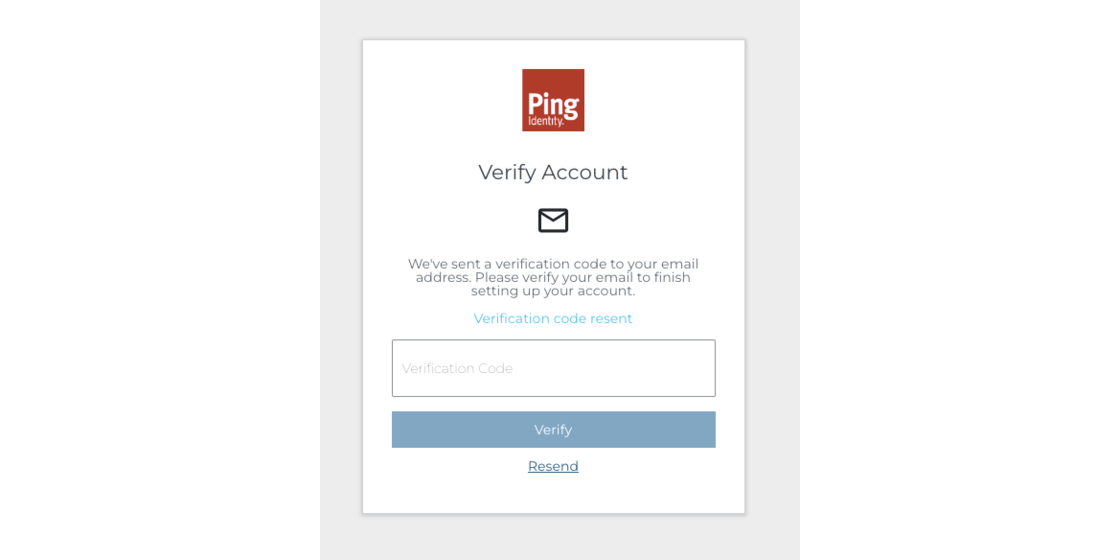 Ping
Identity.
Verify Account
We've sent a verification code to your email
address. Please verify your email to finish
setting up your account.
Verification code resent
Verification Code
Verify
Resend